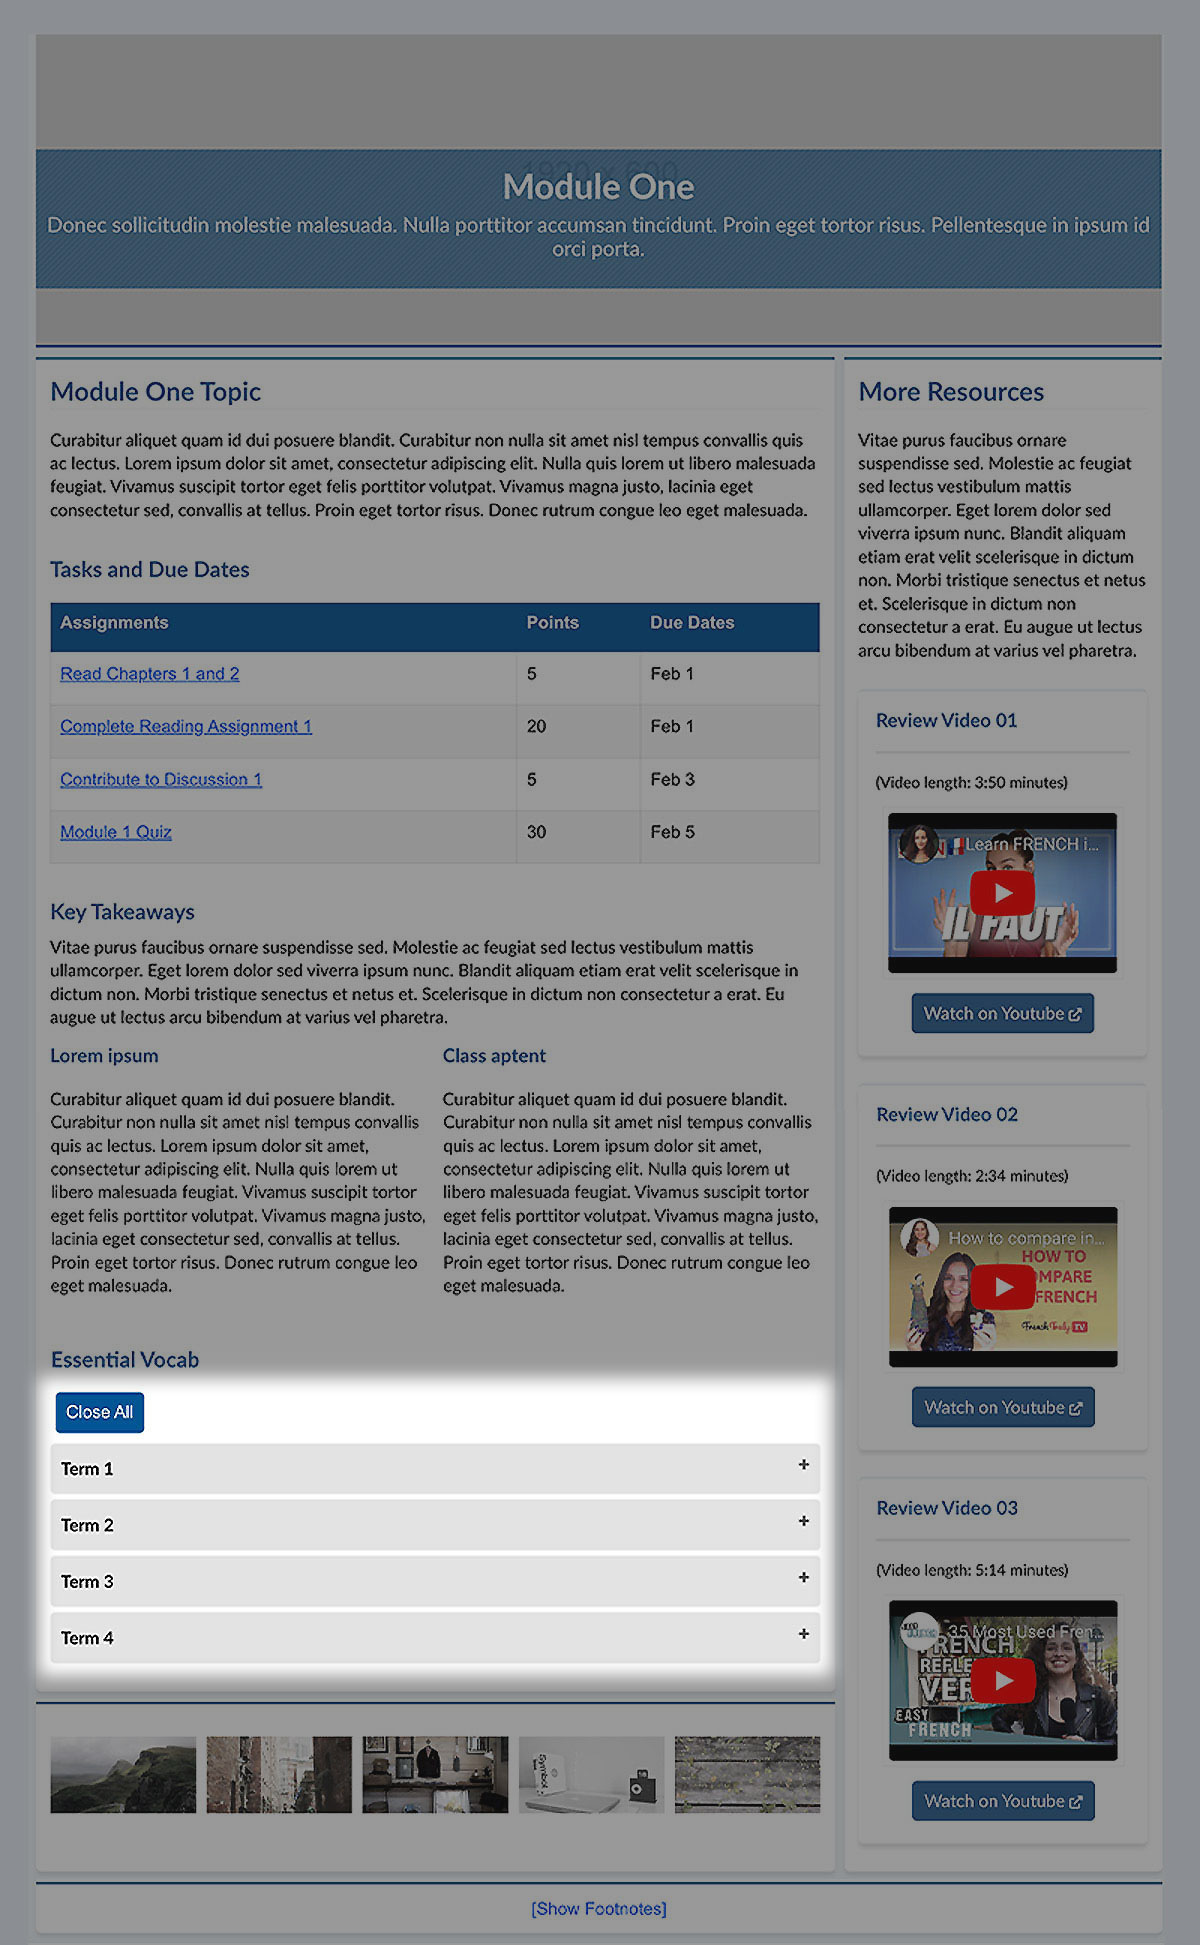 1920 x 600
Module One
Donec sollicitudin molestie malesuada. Nulla porttitor accumsan tincidunt. Proin eget tortor risus. Pellentesque in ipsum id
orci porta.
Module One Topic
Curabitur aliquet quam id dui posuere blandit. Curabitur non nulla sit amet nisl tempus convallis quis
ac lectus. Lorem ipsum dolor sit amet, consectetur adipiscing elit. Nulla quis lorem ut libero malesuada
feugiat. Vivamus suscipit tortor eget felis porttitor volutpat. Vivamus magna justo, lacinia eget
consectetur sed, convallis at tellus. Proin eget tortor risus. Donec rutrum congue leo eget malesuada.
Tasks and Due Dates
Assignments Points Due Dates
Read Chapters 1 and 2 5 Feb 1
Complete Reading Assignment 1 20 Feb 1
Contribute to Discussion 1 5 Feb 3
Module 1 Quiz 30 Feb 5
Key Takeaways
Vitae purus faucibus ornare suspendisse sed. Molestie ac feugiat sed lectus vestibulum mattis
ullamcorper. Eget lorem dolor sed viverra ipsum nunc. Blandit aliquam etiam erat velit scelerisque in
dictum non. Morbi tristique senectus et netus et. Scelerisque in dictum non consectetur a erat. Eu
augue ut lectus arcu bibendum at varius vel pharetra.
Lorem ipsum
Curabitur aliquet quam id dui posuere blandit.
Curabitur non nulla sit amet nisl tempus convallis
quis ac lectus. Lorem ipsum dolor sit amet,
consectetur adipiscing elit. Nulla quis lorem ut
libero malesuada feugiat. Vivamus suscipit tortor
eget felis porttitor volutpat. Vivamus magna justo,
lacinia eget consectetur sed, convallis at tellus.
Proin eget tortor risus. Donec rutrum congue leo
eget malesuada.
Class aptent
Curabitur aliquet quam id dui posuere blandit.
Curabitur non nulla sit amet nisl tempus convallis
quis ac lectus. Lorem ipsum dolor sit amet,
consectetur adipiscing elit. Nulla quis lorem ut
libero malesuada feugiat. Vivamus suscipit tortor
eget felis porttitor volutpat. Vivamus magna justo,
lacinia eget consectetur sed, convallis at tellus.
Proin eget tortor risus. Donec rutrum congue leo
eget malesuada.
Essential Vocab
Close All
Term 1 +
Term 2 +
Term 3 +
Term 4 +
Symbol
More Resources
Vitae purus faucibus ornare
suspendisse sed. Molestie ac feugiat
sed lectus vestibulum mattis
ullamcorper. Eget lorem dolor sed
viverra ipsum nunc. Blandit aliquam
etiam erat velit scelerisque in dictum
non. Morbi tristique senectus et netus
et. Scelerisque in dictum non
consectetur a erat. Eu augue ut lectus
arcu bibendum at varius vel pharetra.
Review Video 01
(Video length: 3:50 minutes)
Learn FRENCH i...
IL FAUT
Watch on Youtube
Review Video 02
(Video length: 2:34 minutes)
How to compare in...
HOW TO
OMPARE
FRENCH
French Truly TV
Watch on Youtube
Review Video 03
(Video length: 5:14 minutes)
35 Most Used Fren...
FRENCH
REFLE
VER
EASY
FRENCH
Watch on Youtube
[Show Footnotes]